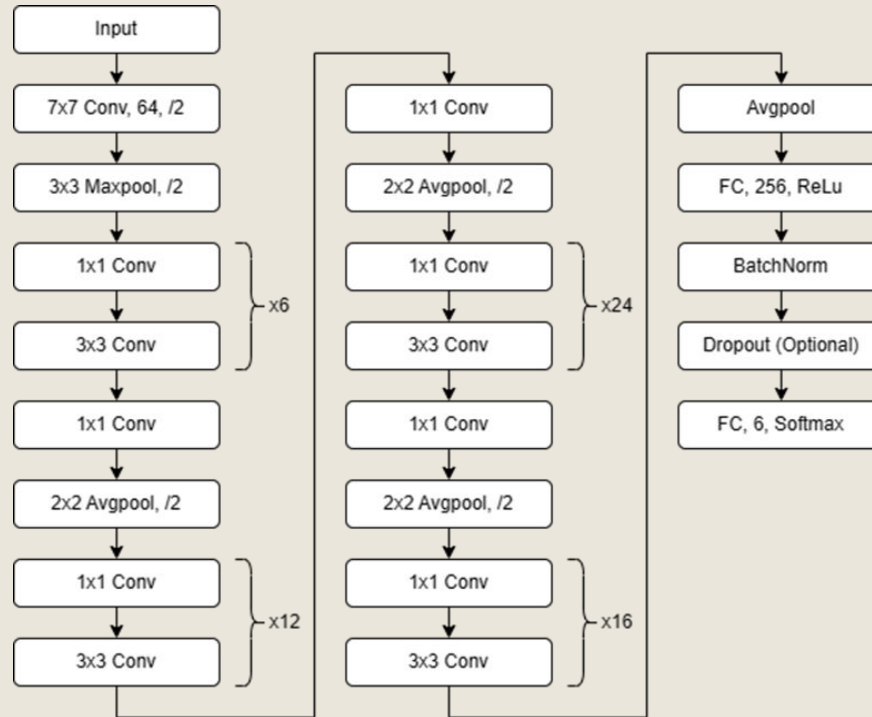 Input
7x7 Conv, 64, /2
3x3 Maxpool, /2
1x1 Conv
x6
3x3 Conv
1x1 Conv
2x2 Avgpool, /2
1x1 Conv
x12
3x3 Conv
1x1 Conv
2x2 Avgpool, /2
1x1 Conv
x24
3x3 Conv
1x1 Conv
2x2 Avgpool, /2
1x1 Conv
x16
3x3 Conv
Avgpool
FC, 256, ReLu
BatchNorm
Dropout (Optional)
FC, 6, Softmax